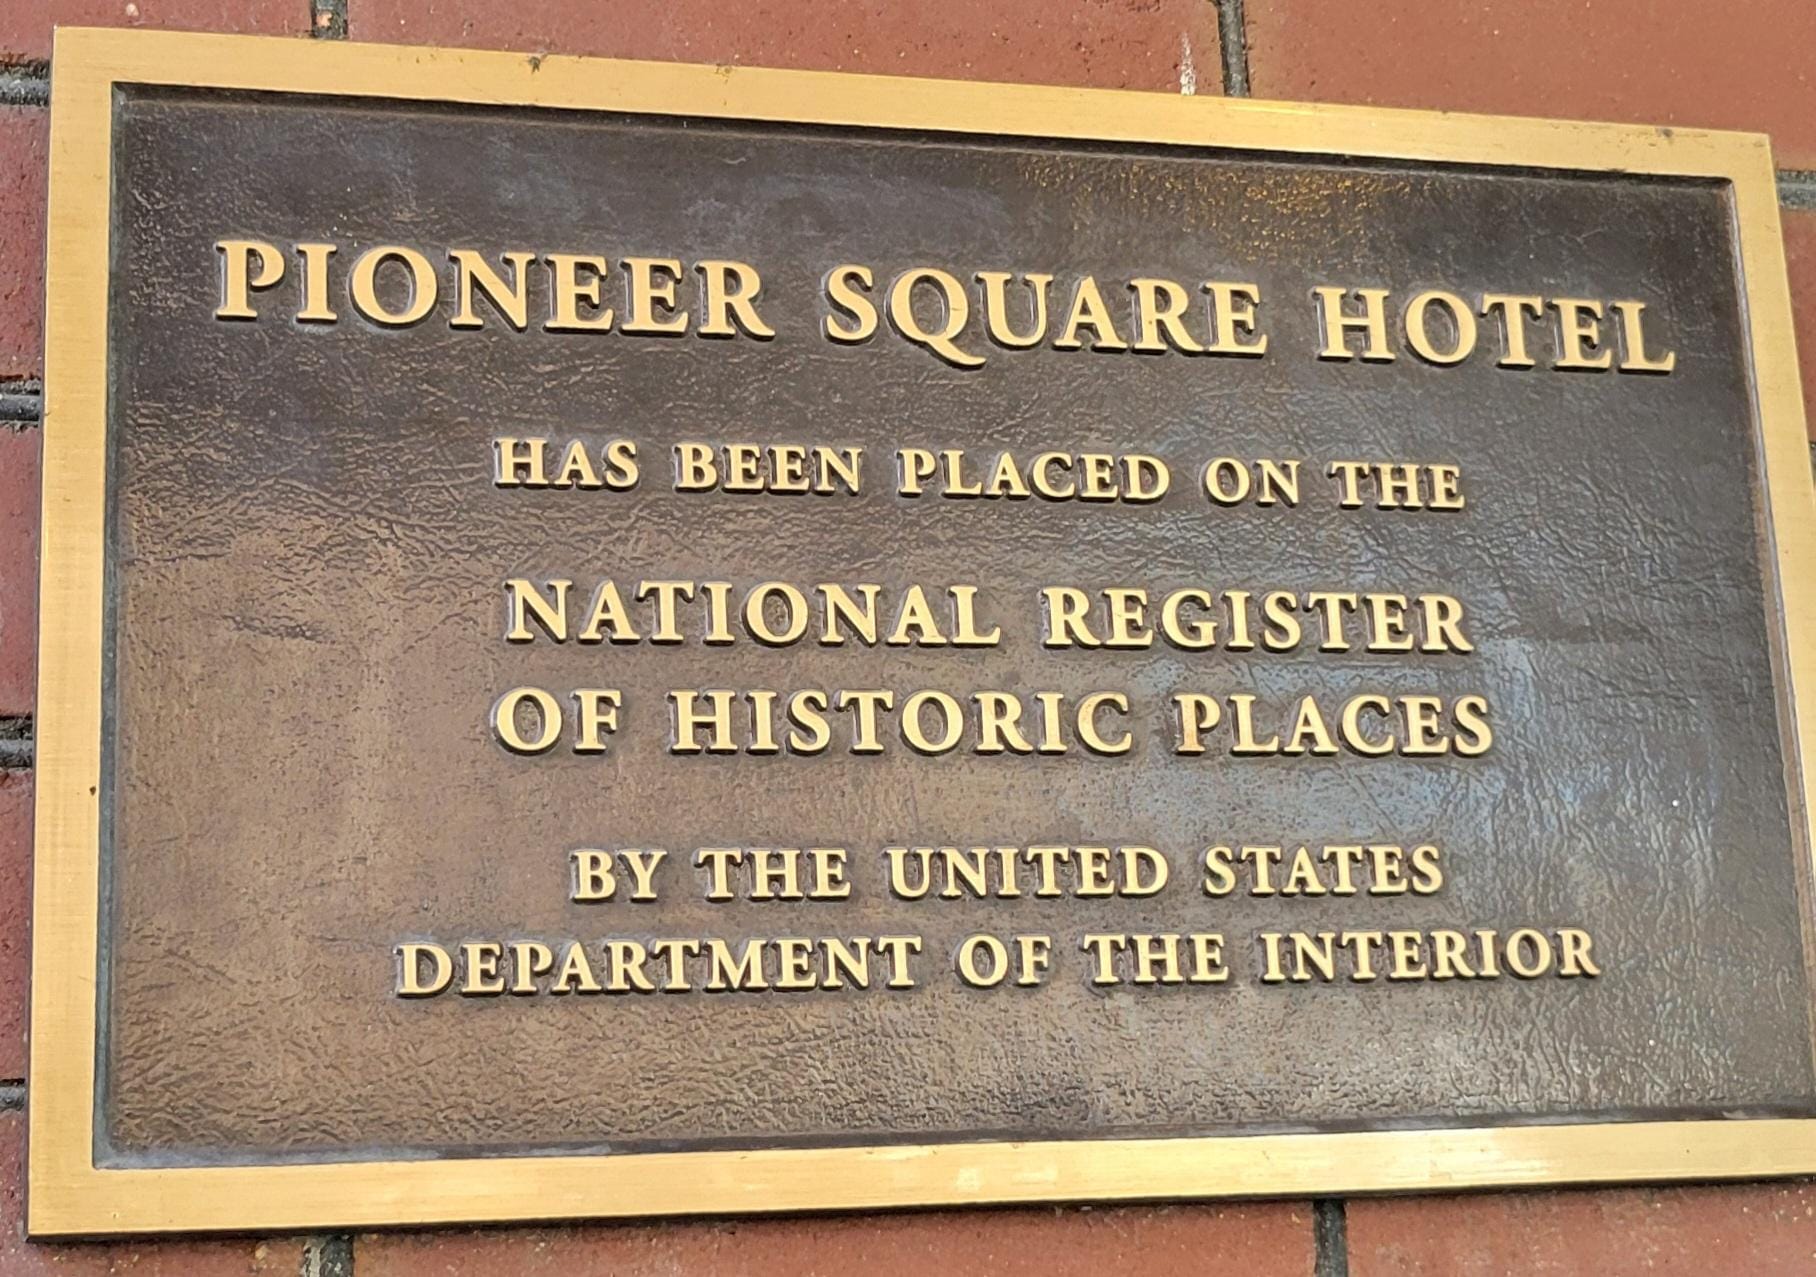 PIONEER SQUARE HOTEL
HAS BEEN PLACED ON THE
NATIONAL REGISTER
OF HISTORIC PLACES
BY THE UNITED STATES
DEPARTMENT OF THE INTERIOR